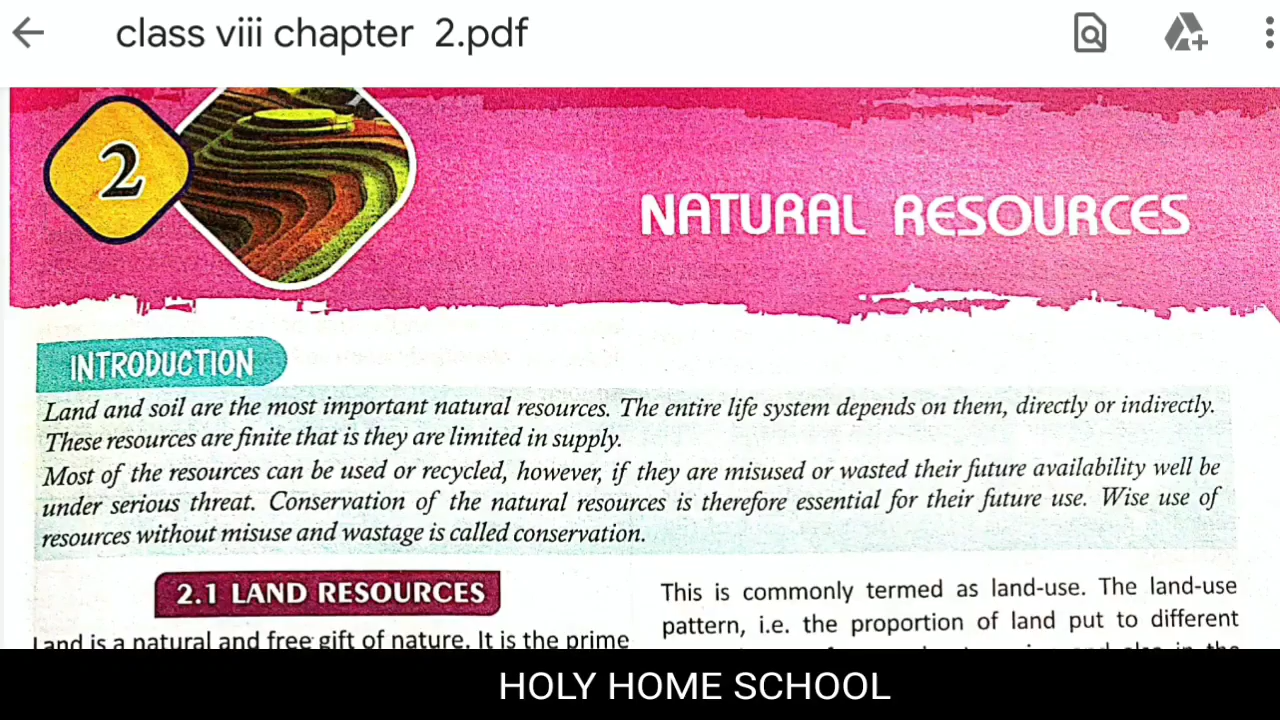 class viii chapter 2.pdf
2
NATURAL RESOURCES
INTRODUCTION
Land and soil are the most important natural resources. The entire life system depends on them, directly or indirectly.
These resources are finite that is they are limited in supply.
Most of the resources can be used or recycled, however, if they are misused or wasted their future availability well be
under serious threat. Conservation of the natural resources is therefore essential for their future use. Wise use of
resources without misuse and wastage is called conservation.
2.1 LAND RESOURCES
Land is a natural and free gift of nature. It is the prime
This is commonly termed as land-use. The land-use
pattern, i.e. the proportion of land put to different
HOLY HOME SCHOOL